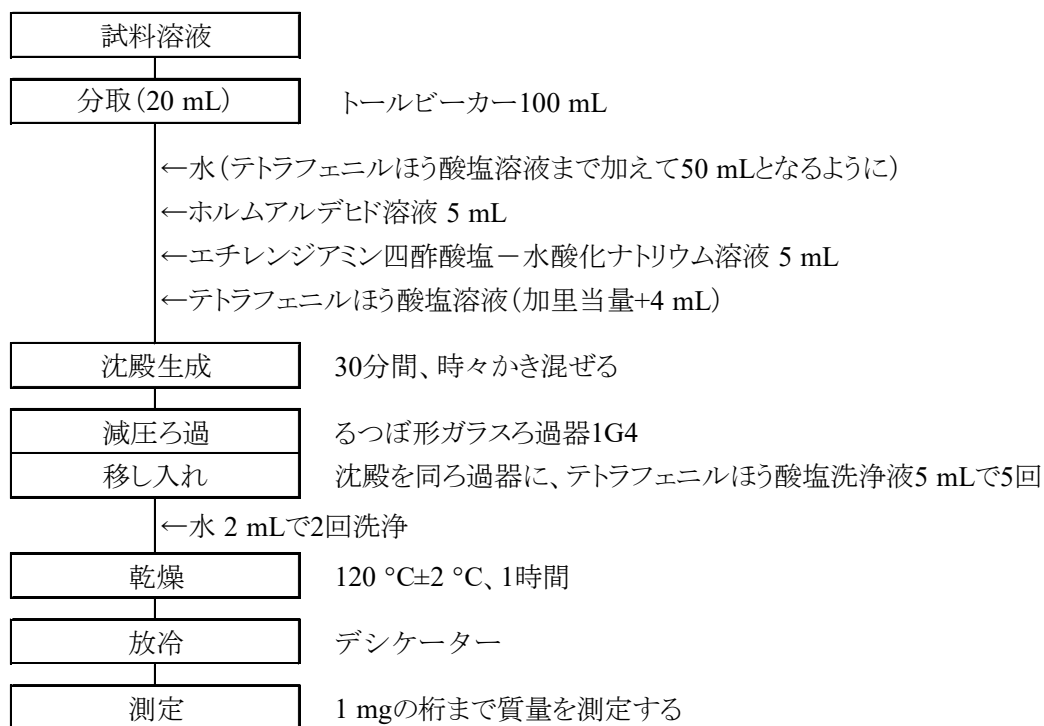 試料溶液
分取(20 mL) トールビーカー100 mL
←水(テトラフェニルほう酸塩溶液まで加えて50 mLとなるように)
←ホルムアルデヒド溶液 5 mL
←エチレンジアミン四酢酸塩－水酸化ナトリウム溶液 5 mL
←テトラフェニルほう酸塩溶液(加里当量+4 mL)
沈殿生成 30分間、時々かき混ぜる
減圧ろ過 るつぼ形ガラスろ過器1G4
移し入れ 沈殿を同ろ過器に、テトラフェニルほう酸塩洗浄液5 mLで5回
←水 2 mLで2回洗浄
乾燥 120 °C±2 °C、1時間
放冷 デシケーター
測定 1 mgの桁まで質量を測定する